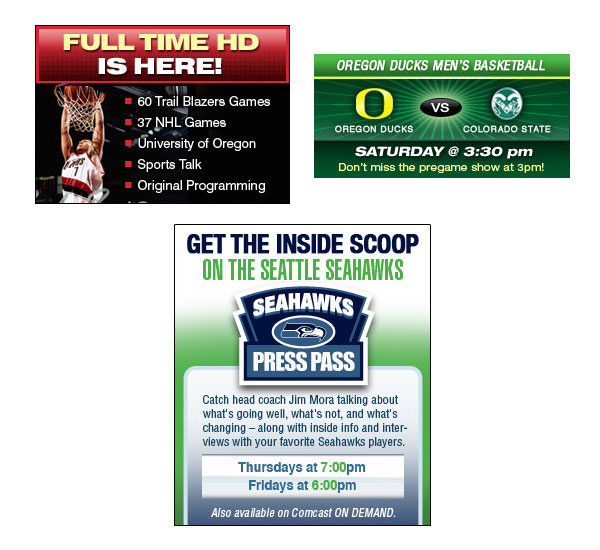 FULL TIME HD
IS HERE!
60 Trail Blazers Games
37 NHL Games
University of Oregon
Sports Talk
Original Programming
OREGON DUCKS MEN'S BASKETBALL
VS
OREGON DUCKS
COLORADO STATE
SATURDAY @ 3:30 pm
Don't miss the pregame show at 3pm!
GET THE INSIDE SCOOP
ON THE SEATTLE SEAHAWKS
SEAHAWKS
PRESS PASS
Catch head coach Jim Mora talking about
what's going well, what's not, and what's
changing – along with inside info and inter-
views with your favorite Seahawks players.
Thursdays at 7:00pm
Fridays at 6:00pm
Also available on Comcast ON DEMAND.